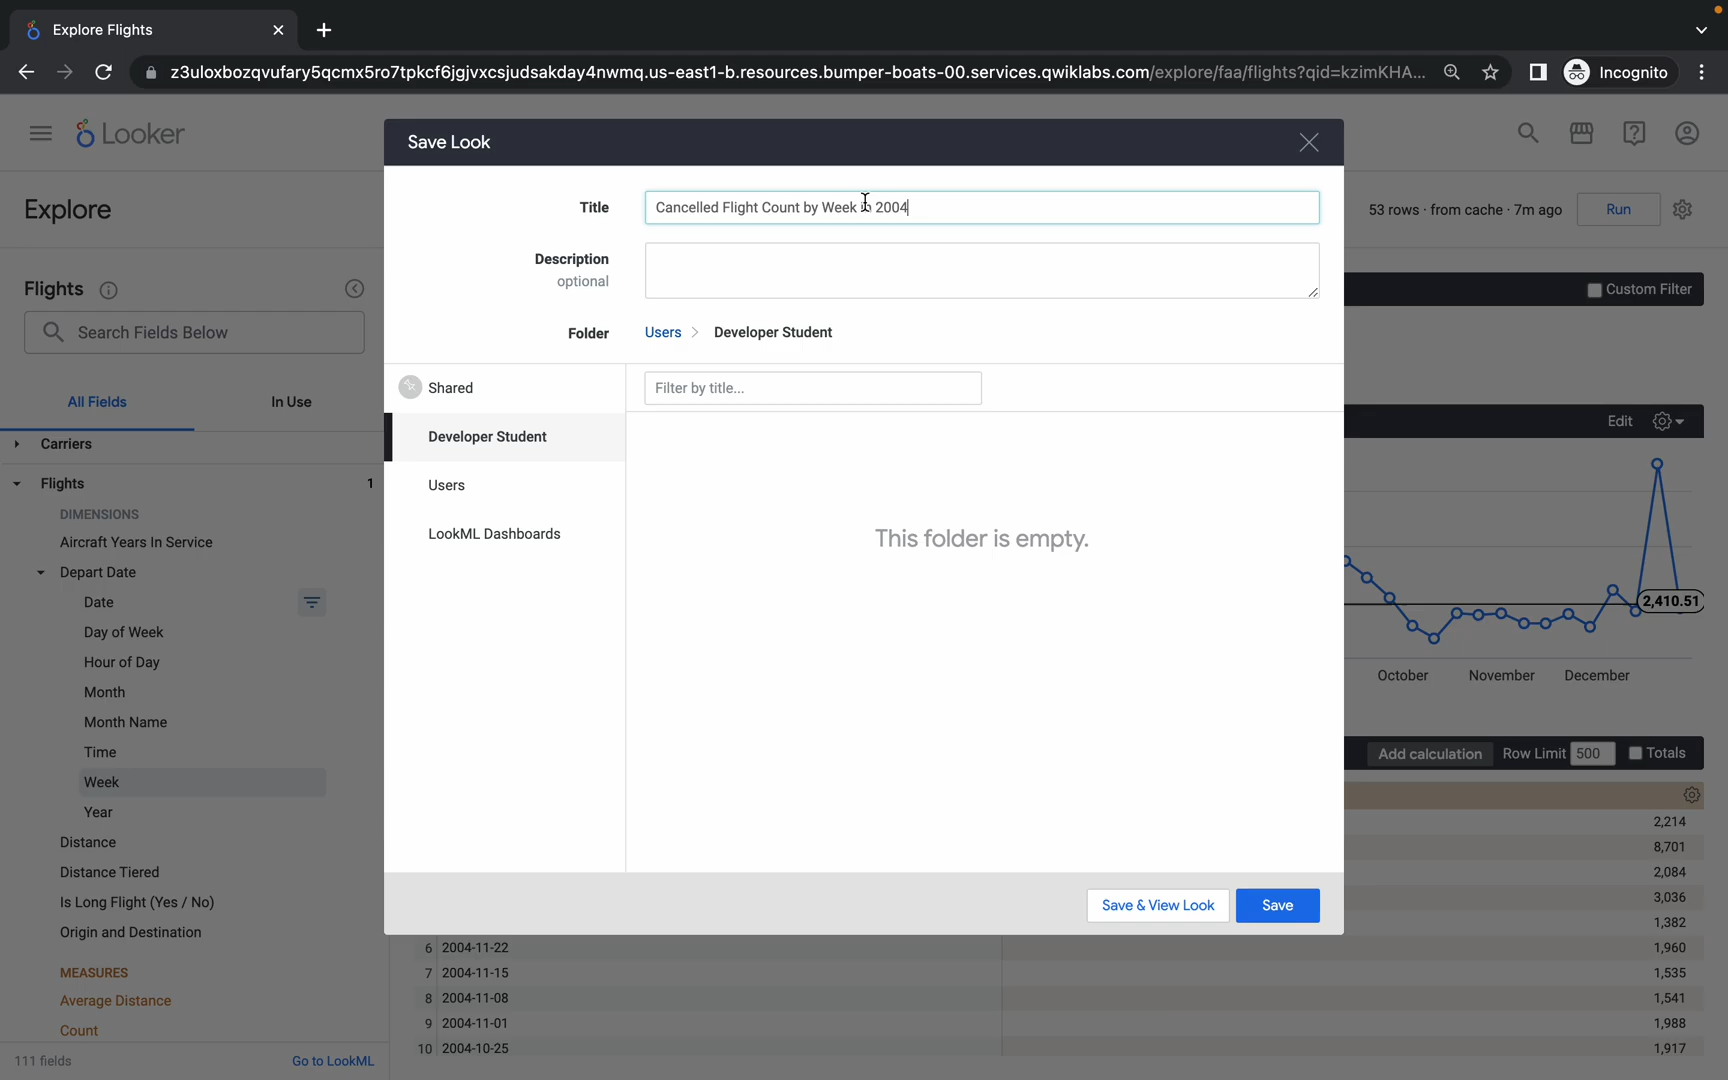 Explore Flights
z3uloxbozqvufary5qcmx5ro7tpkcf6jgjvxcsjudsakday4nwmq.us-east1-b.resources.bumper-boats-00.services.qwiklabs.com/explore/faa/flights?qid=kzimKHA...
Incognito
Looker
Save Look
Explore
Title
Cancelled Flight Count by Week in 2004
53 rows · from cache · 7m ago
Run
Description
optional
Flights
Custom Filter
Search Fields Below
Folder
Users > Developer Student
Shared
Filter by title...
All Fields
In Use
Edit
Developer Student
Carriers
Users
Flights 1
DIMENSIONS
LookML Dashboards
This folder is empty.
Aircraft Years In Service
Depart Date
Date
2,410.51
Day of Week
Hour of Day
October November December
Month
Month Name
Time
Add calculation Row Limit 500 Totals
Week
Year
2,214
Distance
8,701
Distance Tiered
2,084
Is Long Flight (Yes / No)
3,036
Save & View Look
Save
Origin and Destination
1,382
6 2004-11-22 1,960
MEASURES
7 2004-11-15 1,535
Average Distance
8 2004-11-08 1,541
Count
9 2004-11-01 1,988
10 2004-10-25 1,917
111 fields
Go to LookML